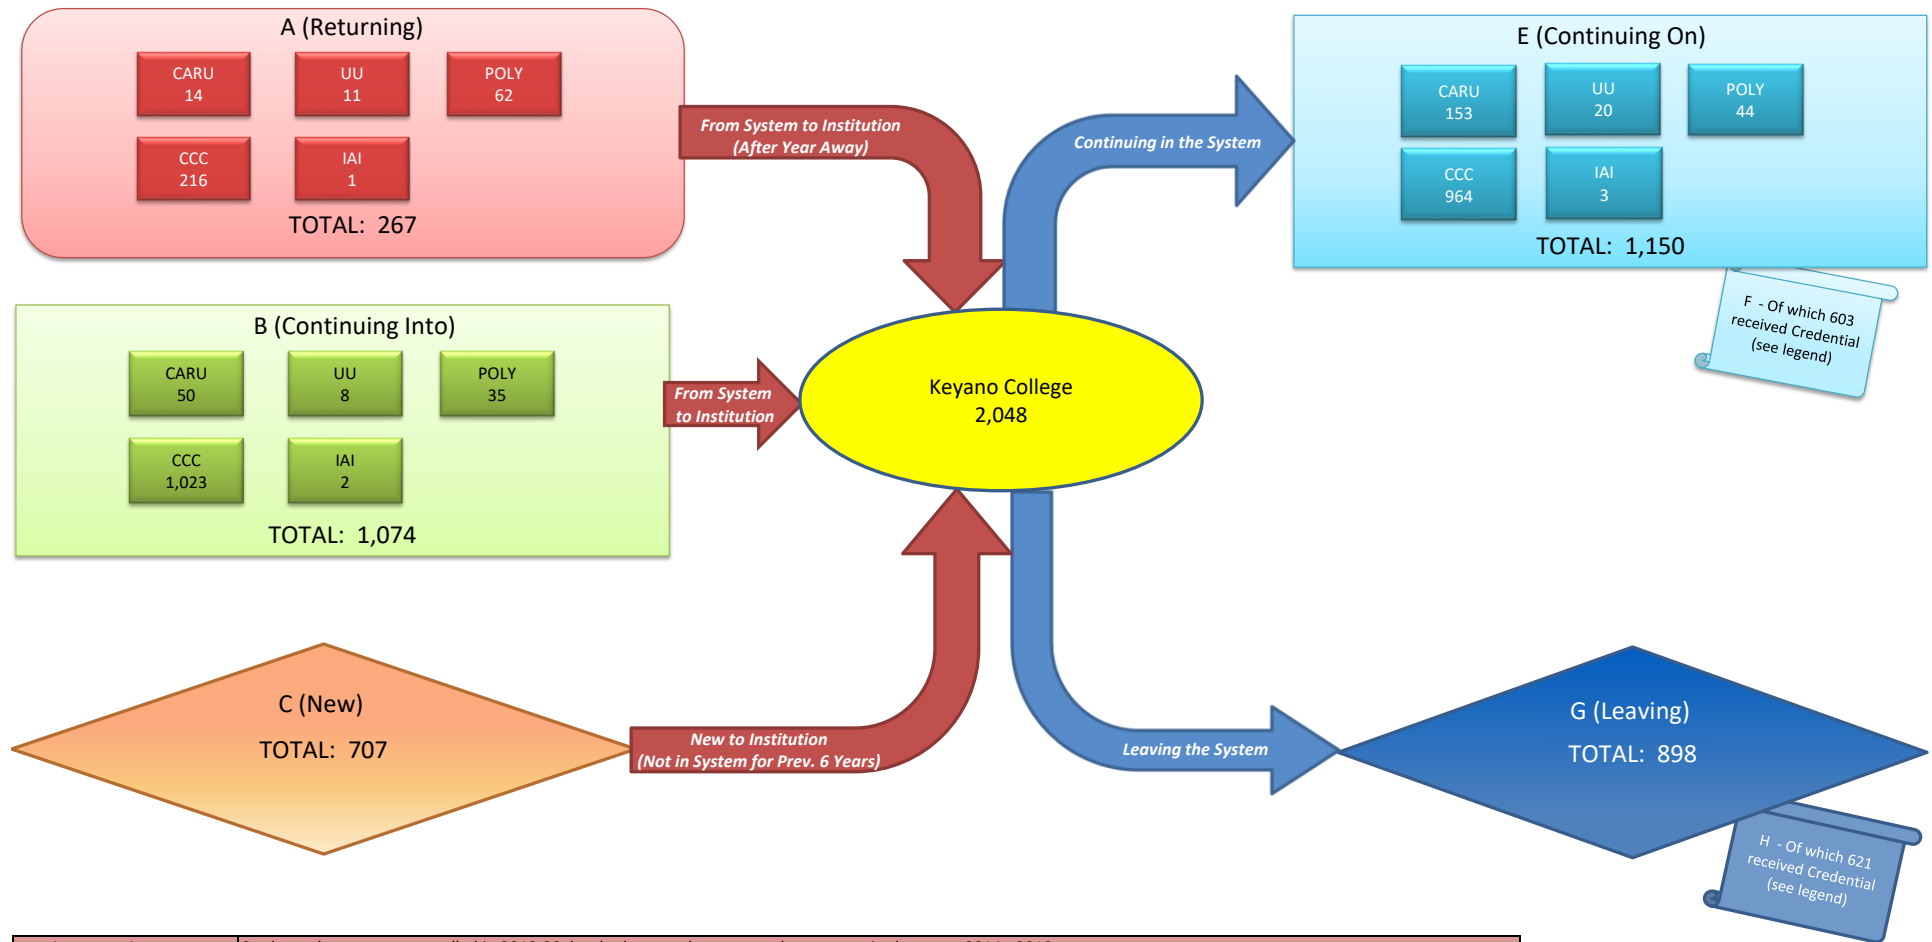 A (Returning)
CARU
14
UU
11
POLY
62
CCC
216
IAI
1
TOTAL: 267
From System to Institution
(After Year Away)
B (Continuing Into)
CARU
50
UU
8
POLY
35
CCC
1,023
IAI
2
TOTAL: 1,074
From System
to Institution
C (New)
TOTAL: 707
New to Institution
(Not in System for Prev. 6 Years)
Keyano College
2,048
Continuing in the System
E (Continuing On)
CARU
153
UU
20
POLY
44
CCC
964
IAI
3
TOTAL: 1,150
F - Of which 603
received Credential
(see legend)
Leaving the System
G (Leaving)
TOTAL: 898
H - Of which 621
received Credential
(see legend)